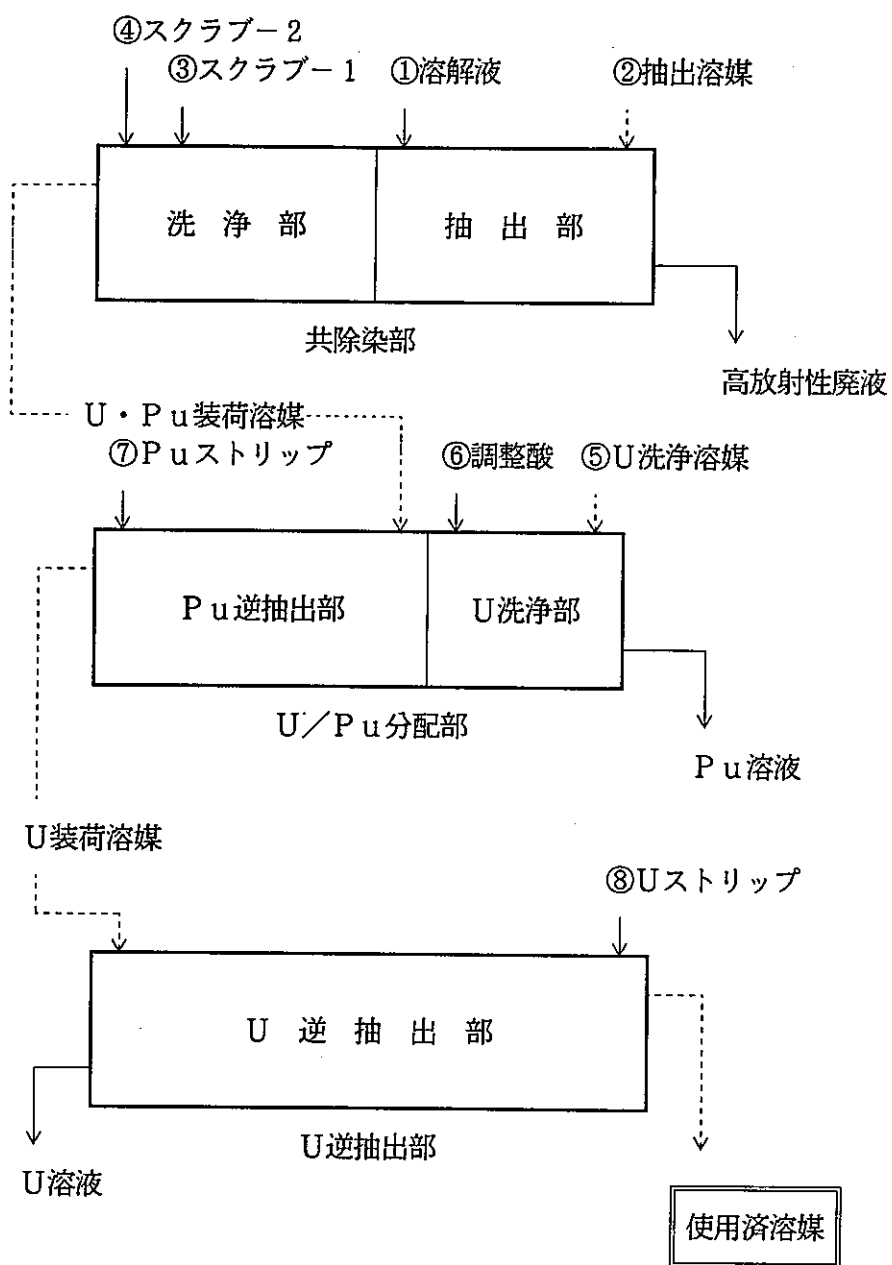 ④スクラブ－2
③スクラブ－1 ①溶解液 ②抽出溶媒
洗浄部 抽出部
共除染部
高放射性廃液
U・Pu装荷溶媒
⑦Puストリップ ⑥調整酸 ⑤U洗浄溶媒
Pu逆抽出部 U洗浄部
U／Pu分配部
Pu溶液
U装荷溶媒
⑧Uストリップ
U逆抽出部
U逆抽出部
U溶液
使用済溶媒